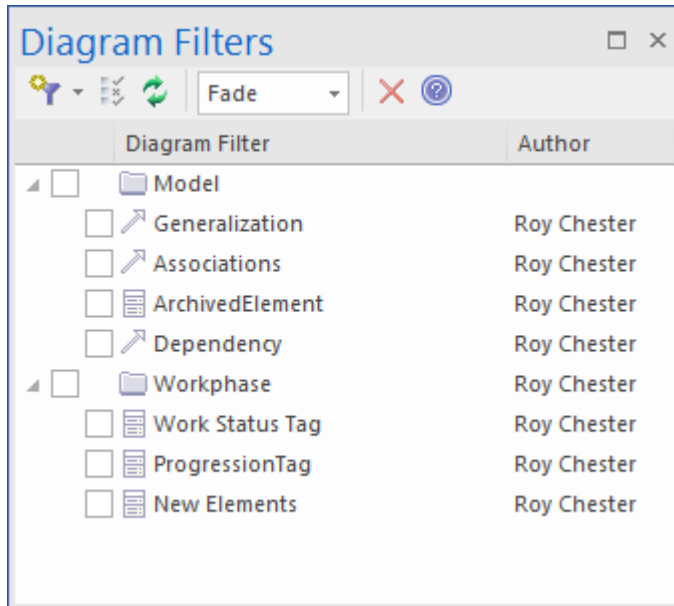 Diagram Filters
Fade
Diagram Filter Author
Model
Generalization Roy Chester
Associations Roy Chester
ArchivedElement Roy Chester
Dependency Roy Chester
Workphase Roy Chester
Work Status Tag Roy Chester
ProgressionTag Roy Chester
New Elements Roy Chester